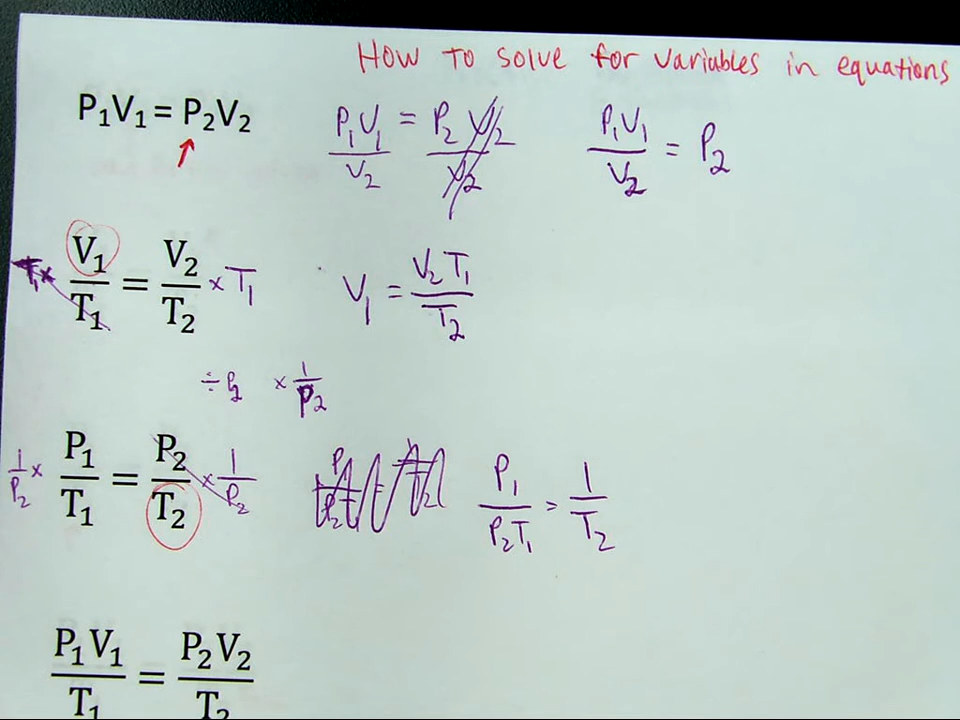 How to solve for variables in equations
P₁V₁ = P₂V₂
P₁V₁/V₂ = P₂V₂/V₂
P₁V₁/V₂ = P₂
T₁ × V₁/T₁ = V₂/T₂ × T₁
V₁ = V₂T₁/T₂
÷ P₂ × 1/P₂
1/P₂ × P₁/T₁ = P₂/T₂ × 1/P₂
P₁/P₂T₁ = 1/T₂
P₁V₁/T₁ = P₂V₂/T₂